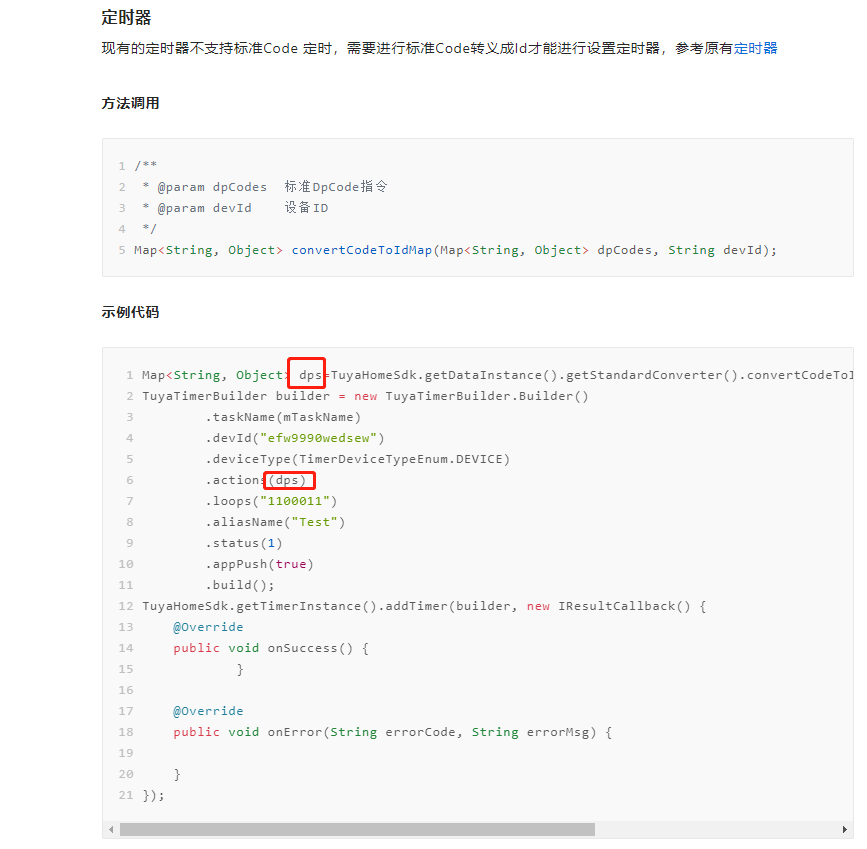 定时器
现有的定时器不支持标准Code 定时，需要进行标准Code转义成Id才能进行设置定时器，参考原有定时器
方法调用
1 /**
2  * @param dpCodes  标准DpCode指令
3  * @param devId    设备ID
4  */
5 Map<String, Object> convertCodeToIdMap(Map<String, Object> dpCodes, String devId);
示例代码
1 Map<String, Object> dps=TuyaHomeSdk.getDataInstance().getStandardConverter().convertCodeToI
2 TuyaTimerBuilder builder = new TuyaTimerBuilder.Builder()
3         .taskName(mTaskName)
4         .devId("efw9990wedsew")
5         .deviceType(TimerDeviceTypeEnum.DEVICE)
6         .actions(dps)
7         .loops("1100011")
8         .aliasName("Test")
9         .status(1)
10         .appPush(true)
11         .build();
12 TuyaHomeSdk.getTimerInstance().addTimer(builder, new IResultCallback() {
13     @Override
14     public void onSuccess() {
15             }
16
17     @Override
18     public void onError(String errorCode, String errorMsg) {
19
20     }
21 });